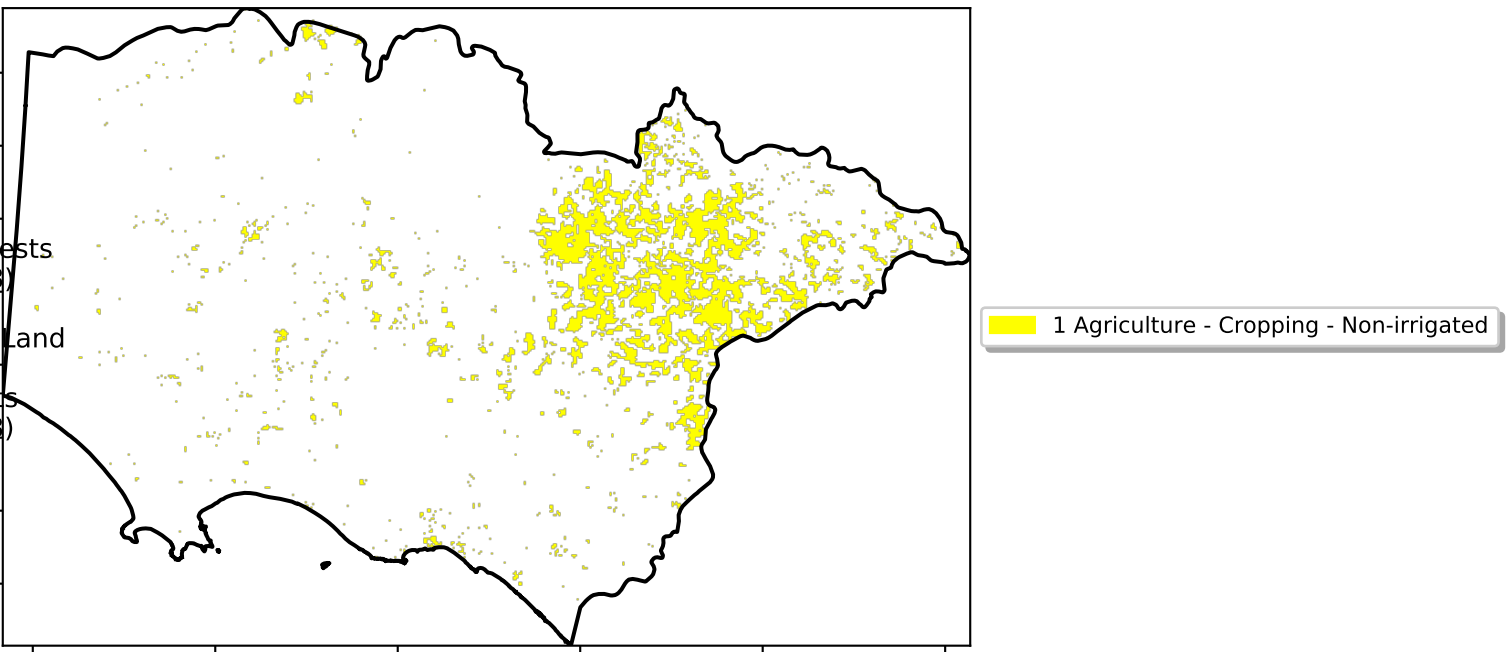 ests
)
Land
s
)
1 Agriculture - Cropping - Non-irrigated